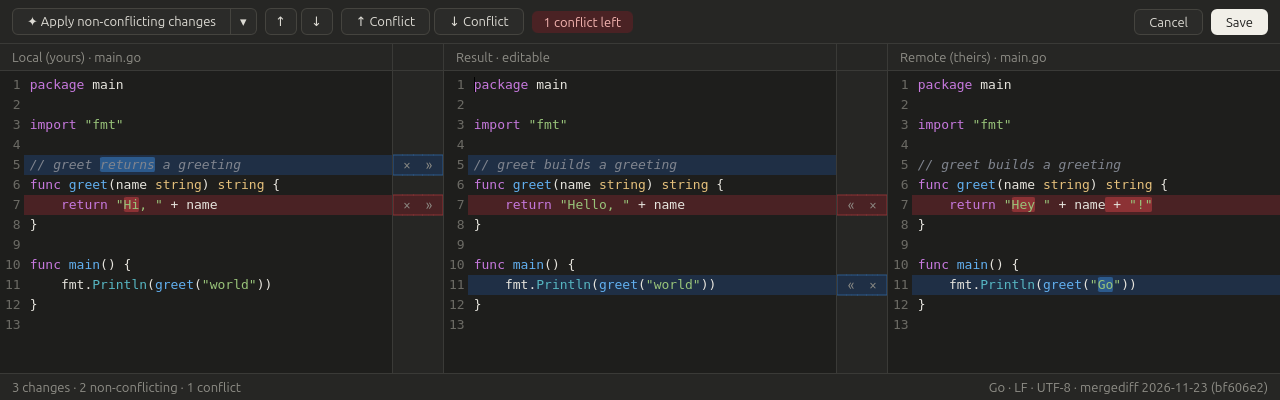 ✦ Apply non-conflicting changes ▾ ↑ ↓ ↑ Conflict ↓ Conflict 1 conflict left Cancel Save
Local (yours) · main.go
1 package main
2
3 import "fmt"
4
5 // greet returns a greeting × »
6 func greet(name string) string {
7     return "Hi, " + name × »
8 }
9
10 func main() {
11     fmt.Println(greet("world"))
12 }
13
Result · editable
1 package main
2
3 import "fmt"
4
5 // greet builds a greeting
6 func greet(name string) string {
7     return "Hello, " + name « ×
8 }
9
10 func main() {
11     fmt.Println(greet("world")) « ×
12 }
13
Remote (theirs) · main.go
1 package main
2
3 import "fmt"
4
5 // greet builds a greeting
6 func greet(name string) string {
7     return "Hey " + name + "!"
8 }
9
10 func main() {
11     fmt.Println(greet("Go"))
12 }
13
3 changes · 2 non-conflicting · 1 conflict
Go · LF · UTF-8 · mergediff 2026-11-23 (bf606e2)